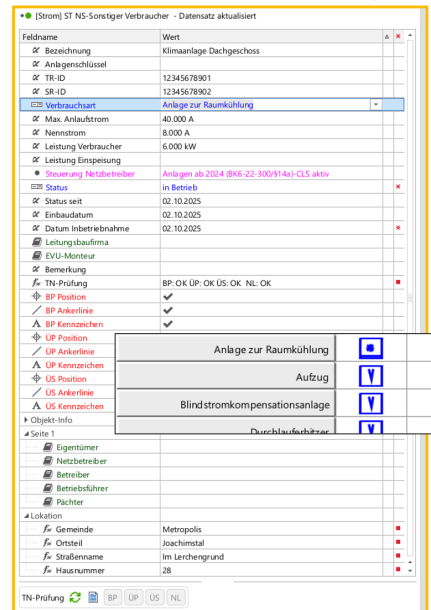 [Strom] ST NS-Sonstiger Verbraucher - Datensatz aktualisiert
Feldname Wert
Bezeichnung Klimaanlage Dachgeschoss
Anlagenschlüssel
TR-ID 12345678901
SR-ID 12345678902
Verbrauchsart Anlage zur Raumkühlung
Max. Anlaufstrom 40.000 A
Nennstrom 8.000 A
Leistung Verbraucher 6.000 kW
Leistung Einspeisung
Steuerung Netzbetreiber Anlagen ab 2024 (BK6-22-300/§14a)-CLS aktiv
Status in Betrieb
Status seit 02.10.2025
Einbaudatum 02.10.2025
Datum Inbetriebnahme 02.10.2025
Leitungsbaufirma
EVU-Monteur
Bemerkung
TN-Prüfung BP: OK ÜP: OK ÜS: OK NL: OK
BP Position
BP Ankerlinie
BP Kennzeichen
ÜP Position
ÜP Ankerlinie
ÜP Kennzeichen
ÜS Position
ÜS Ankerlinie
ÜS Kennzeichen
Anlage zur Raumkühlung
Aufzug
Blindstromkompensationsanlage
Durchlauferhitzer
Objekt-Info
Seite 1
Eigentümer
Netzbetreiber
Betreiber
Betriebsführer
Pächter
Lokation
Gemeinde Metropolis
Ortsteil Joachimstal
Straßenname Im Lerchengrund
Hausnummer 28
TN-Prüfung BP ÜP ÜS NL